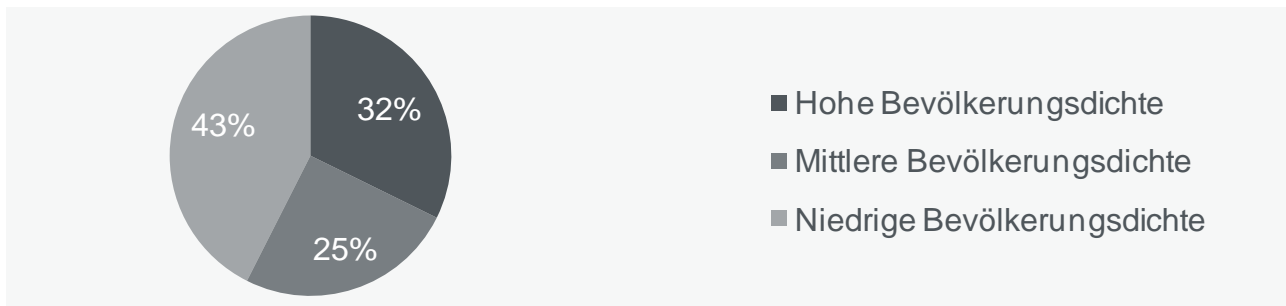 43%
32%
25%
Hohe Bevölkerungsdichte
Mittlere Bevölkerungsdichte
Niedrige Bevölkerungsdichte